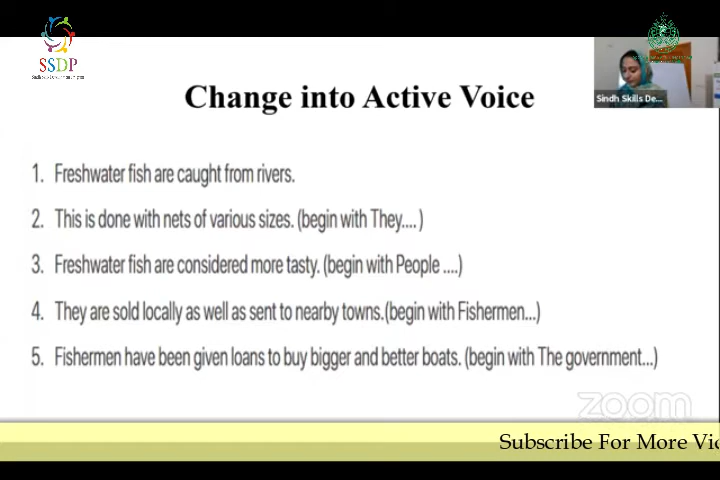 SSDP
Sindh Skills De...
Change into Active Voice
1. Freshwater fish are caught from rivers.
2. This is done with nets of various sizes. (begin with They.... )
3. Freshwater fish are considered more tasty. (begin with People ....)
4. They are sold locally as well as sent to nearby towns.(begin with Fishermen...)
5. Fishermen have been given loans to buy bigger and better boats. (begin with The government...)
zoom
Subscribe For More Vic